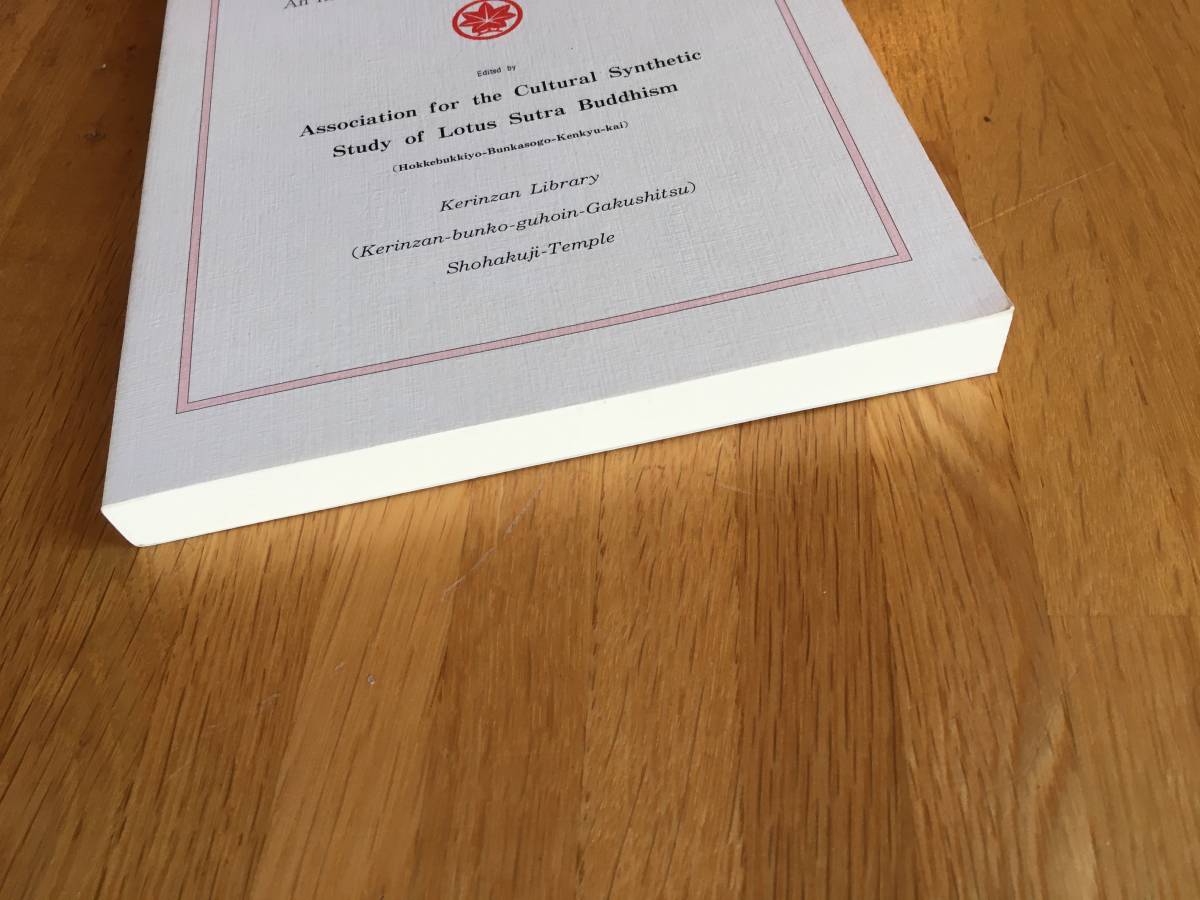 An
Edited by
Association for the Cultural Synthetic
Study of Lotus Sutra Buddhism
(Hokkebukkiyo-Bunkasogo-Kenkyu-kai)
Kerinzan Library
(Kerinzan-bunko-guhoin-Gakushitsu)
Shohakuji-Temple